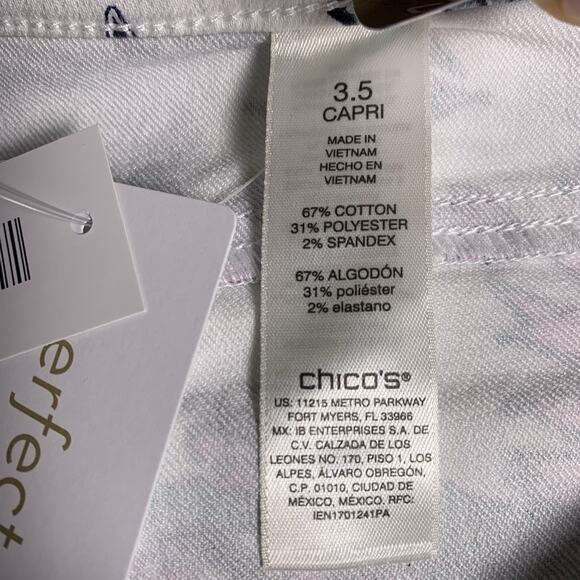 3.5
CAPRI
MADE IN
VIETNAM
HECHO EN
VIETNAM
67% COTTON
31% POLYESTER
2% SPANDEX
67% ALGODÓN
31% poliéster
2% elastano
chico's®
US: 11215 METRO PARKWAY
FORT MYERS, FL 33966
MX: IB ENTERPRISES S.A. DE
C.V. CALZADA DE LOS
LEONES NO. 170, PISO 1, LOS
ALPES, ÁLVARO OBREGÓN,
C.P. 01010, CIUDAD DE
MÉXICO, MÉXICO. RFC:
IEN1701241PA
erfect